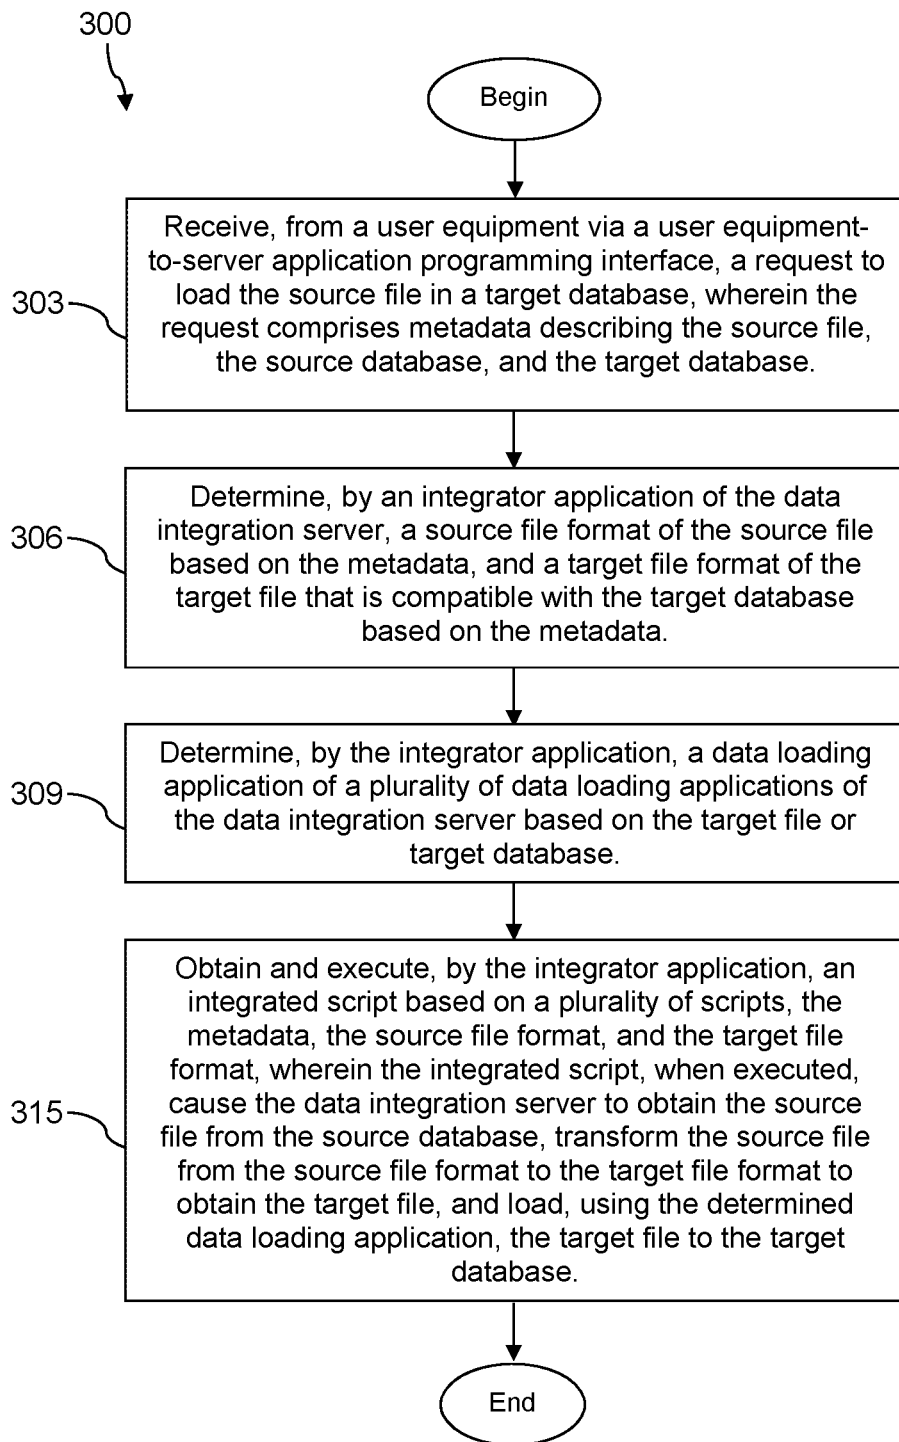 300
Begin
303
Receive, from a user equipment via a user equipment-
to-server application programming interface, a request to
load the source file in a target database, wherein the
request comprises metadata describing the source file,
the source database, and the target database.
306
Determine, by an integrator application of the data
integration server, a source file format of the source file
based on the metadata, and a target file format of the
target file that is compatible with the target database
based on the metadata.
309
Determine, by the integrator application, a data loading
application of a plurality of data loading applications of
the data integration server based on the target file or
target database.
315
Obtain and execute, by the integrator application, an
integrated script based on a plurality of scripts, the
metadata, the source file format, and the target file
format, wherein the integrated script, when executed,
cause the data integration server to obtain the source
file from the source database, transform the source file
from the source file format to the target file format to
obtain the target file, and load, using the determined
data loading application, the target file to the target
database.
End